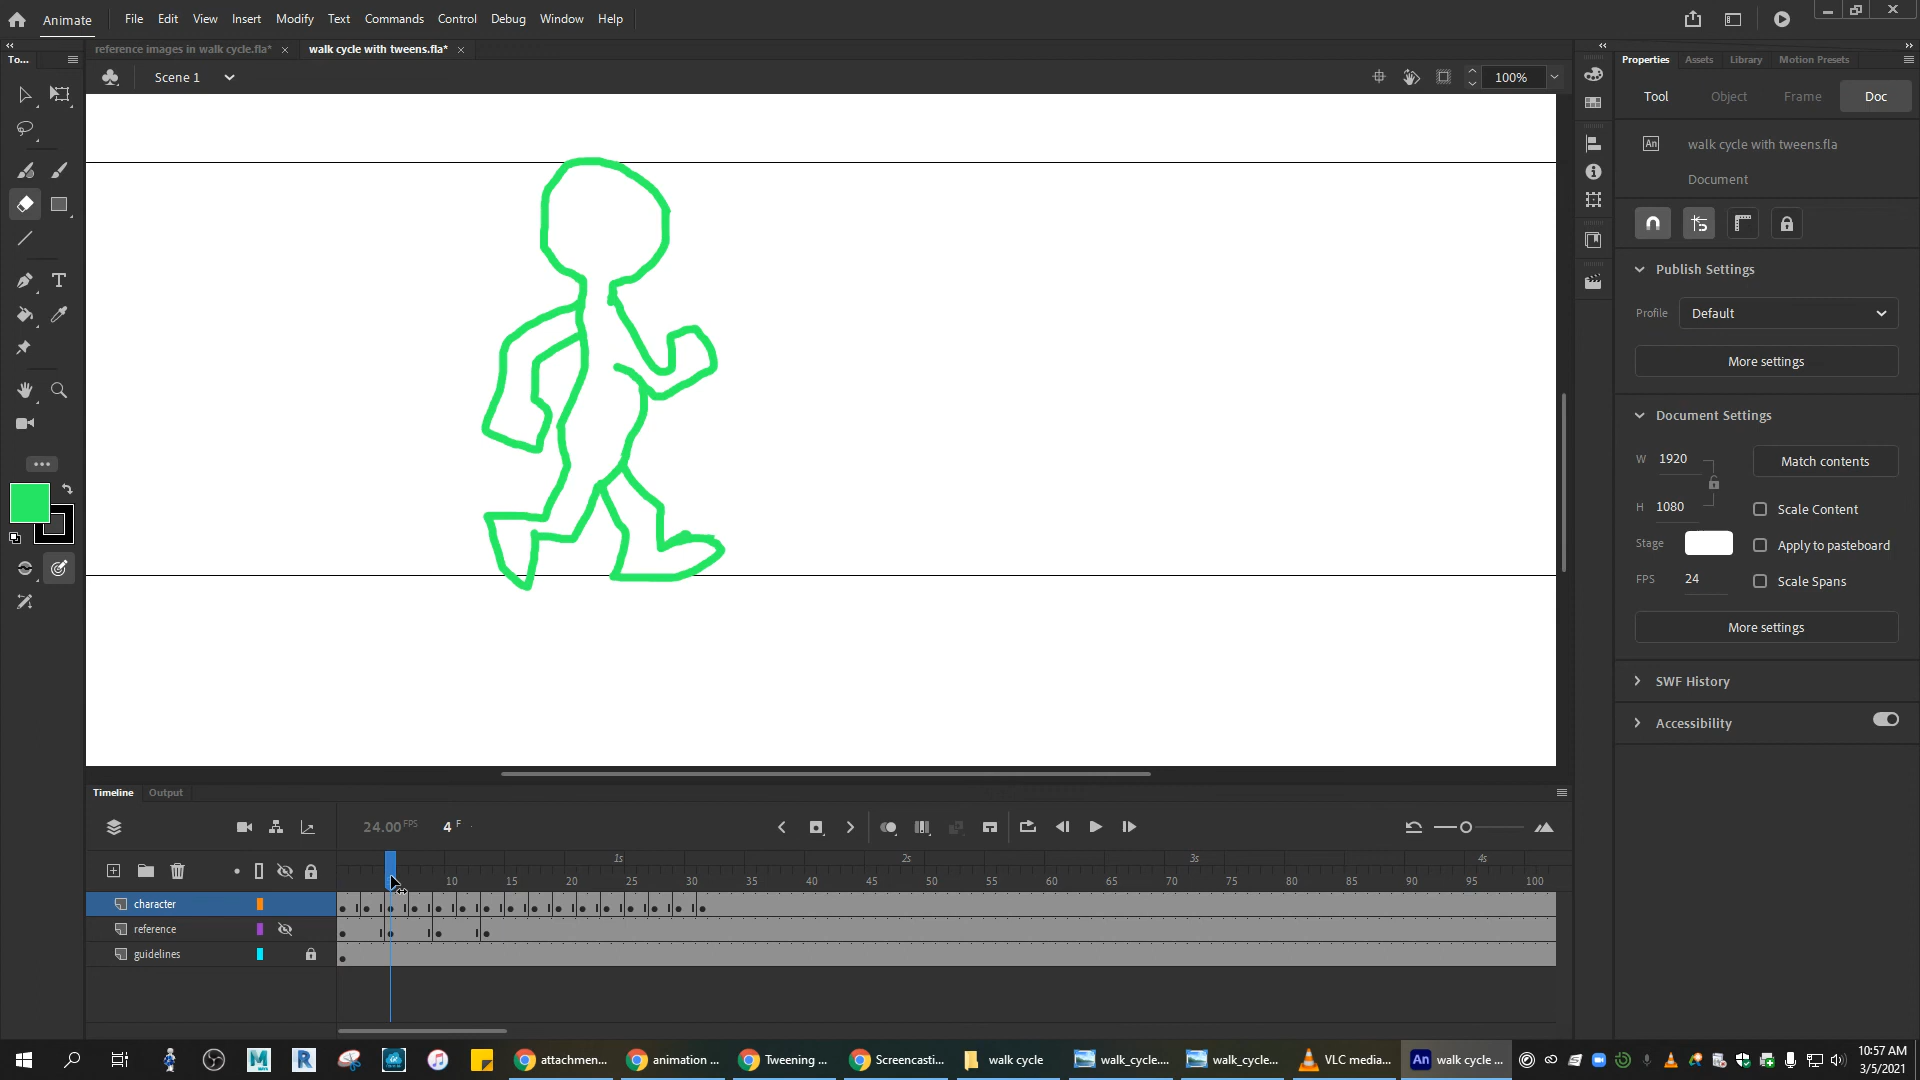 Animate File Edit View Insert Modify Text Commands Control Debug Window Help
reference images in walk cycle.fla* walk cycle with tweens.fla*
To...
Scene 1
100%
Properties Assets Library Motion Presets
Tool Object Frame Doc
An walk cycle with tweens.fla
Document
Publish Settings
Profile Default
More settings
Document Settings
W 1920 Match contents
H 1080 Scale Content
Stage Apply to pasteboard
FPS 24 Scale Spans
More settings
SWF History
Accessibility
Timeline Output
24.00 FPS 4 F
1s 2s 3s 4s
10 15 20 25 30 35 40 45 50 55 60 65 70 75 80 85 90 95 100
character
reference
guidelines
attachmen... animation ... Tweening ... Screencasti... walk cycle walk_cycle.... walk_cycle... VLC media... An walk cycle ...
10:57 AM
3/5/2021